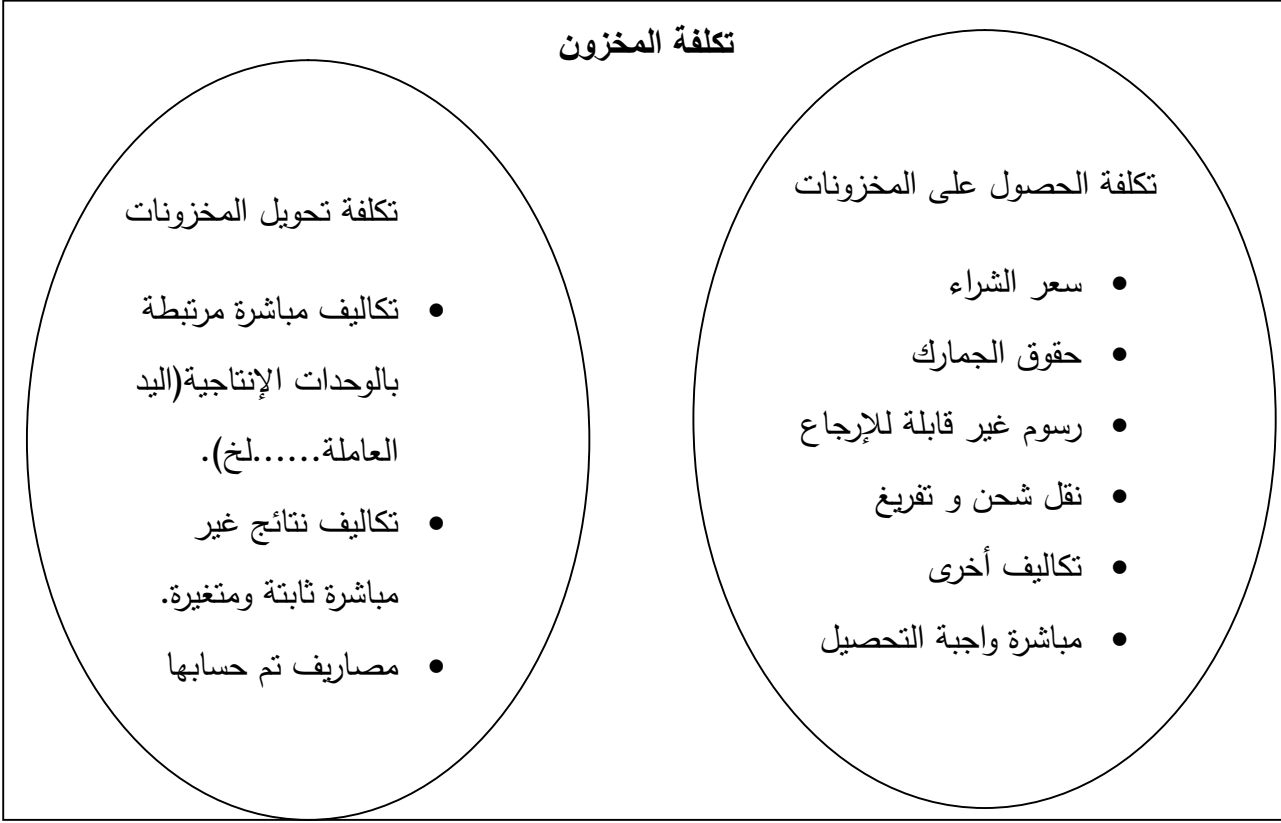 تكلفة المخزون
تكلفة الحصول على المخزونات
• سعر الشراء
• حقوق الجمارك
• رسوم غير قابلة للإرجاع
• نقل شحن و تفريغ
• تكاليف أخرى
• مباشرة واجبة التحصيل
تكلفة تحويل المخزونات
• تكاليف مباشرة مرتبطة
بالوحدات الإنتاجية(اليد
العاملة......لخ).
• تكاليف نتائج غير
مباشرة ثابتة ومتغيرة.
• مصاريف تم حسابها